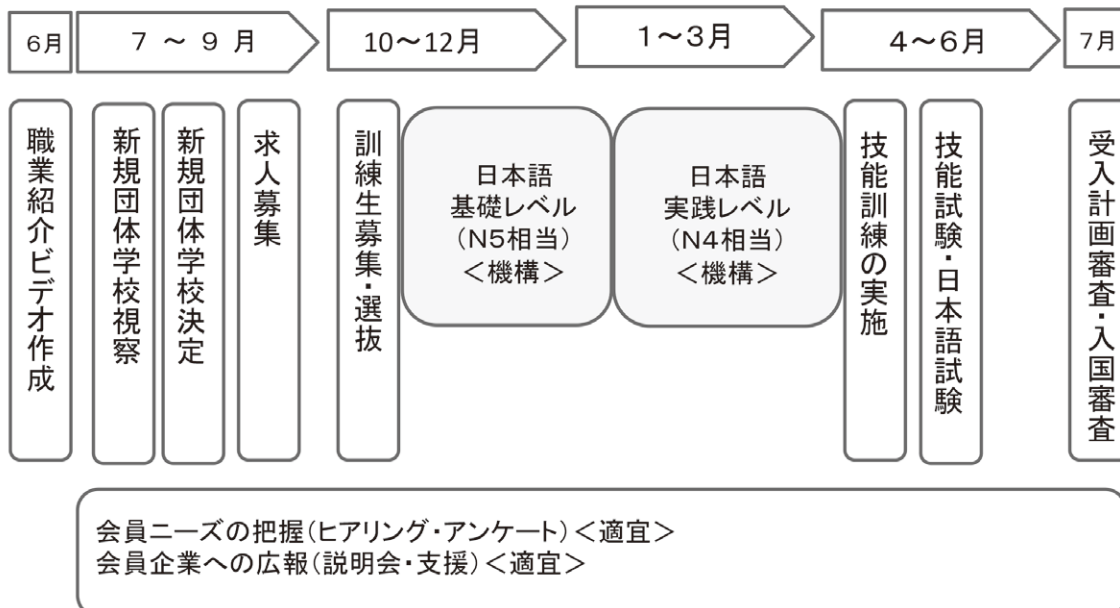 6月
7 ～ 9 月
10～12月
1～3月
4～6月
7月
職業紹介ビデオ作成
新規団体学校視察
新規団体学校決定
求人募集
訓練生募集・選抜
日本語
基礎レベル
(N5相当)
＜機構＞
日本語
実践レベル
(N4相当)
＜機構＞
技能訓練の実施
技能試験・日本語試験
受入計画審査・入国審査
会員ニーズの把握(ヒアリング・アンケート)＜適宜＞
会員企業への広報(説明会・支援)＜適宜＞